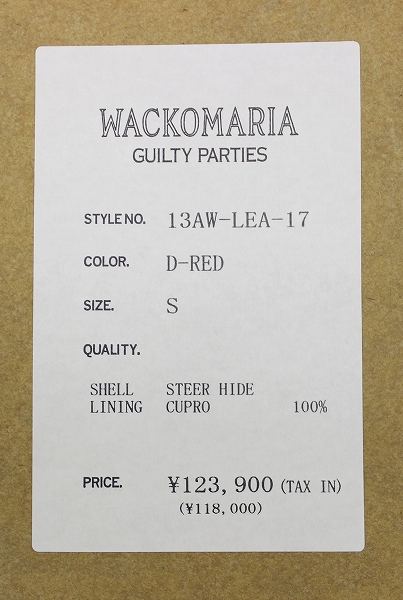 WACKOMARIA
GUILTY PARTIES
STYLE NO. 13AW-LEA-17
COLOR. D-RED
SIZE. S
QUALITY.
SHELL STEER HIDE
LINING CUPRO 100%
PRICE. ¥123,900 (TAX IN)
(¥118,000)